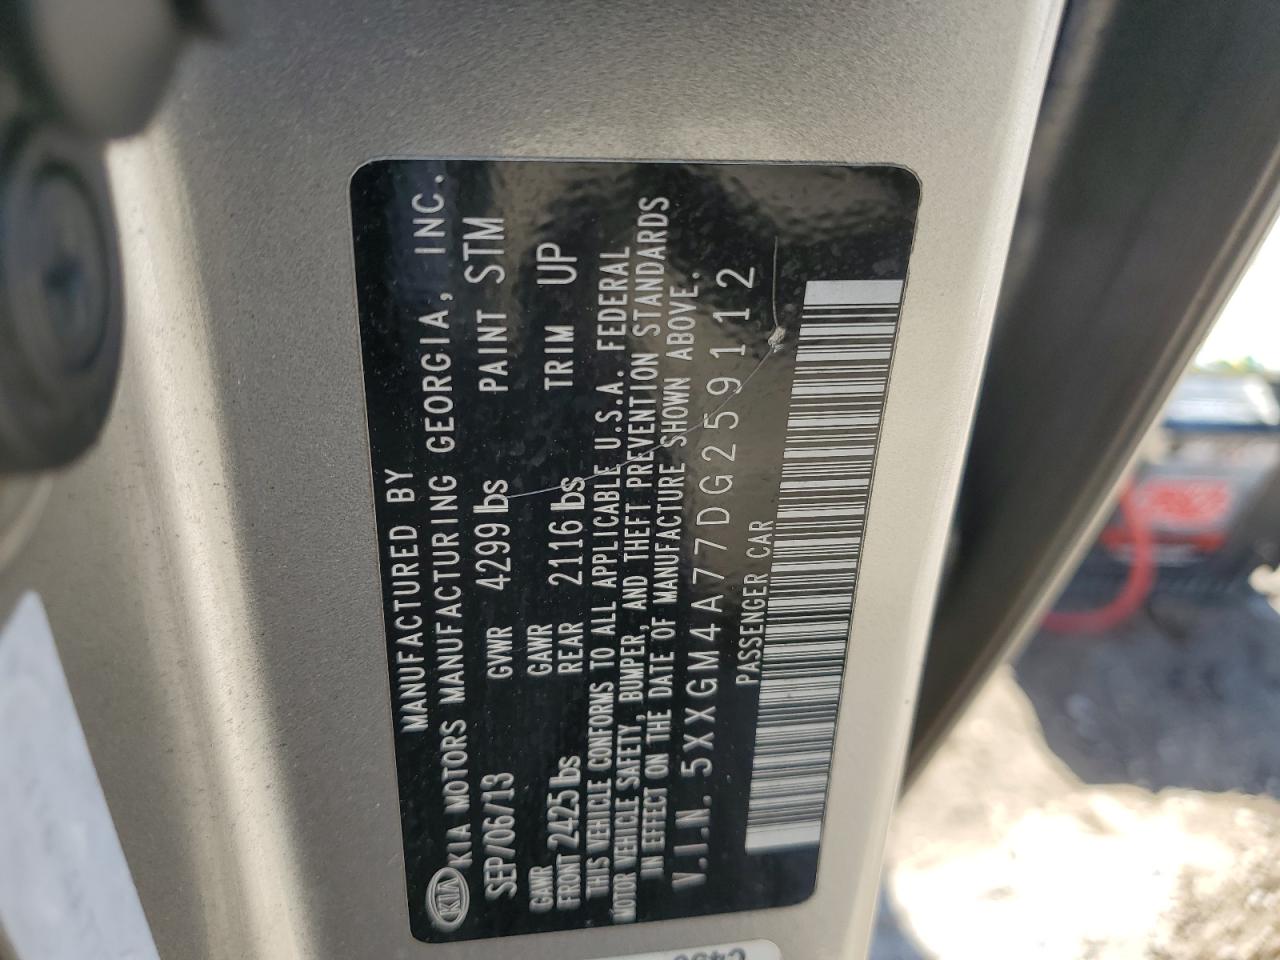 MANUFACTURED BY
KIA KIA MOTORS MANUFACTURING GEORGIA, INC.
SEP/06/13 GVWR 4299 lbs PAINT STM
GAWR FRONT 2425 lbs GAWR REAR 2116 lbs TRIM UP
THIS VEHICLE CONFORMS TO ALL APPLICABLE U.S.A. FEDERAL
MOTOR VEHICLE SAFETY, BUMPER, AND THEFT PREVENTION STANDARDS
IN EFFECT ON THE DATE OF MANUFACTURE SHOWN ABOVE.
V.I.N. 5XXGM4A77DG259112
PASSENGER CAR